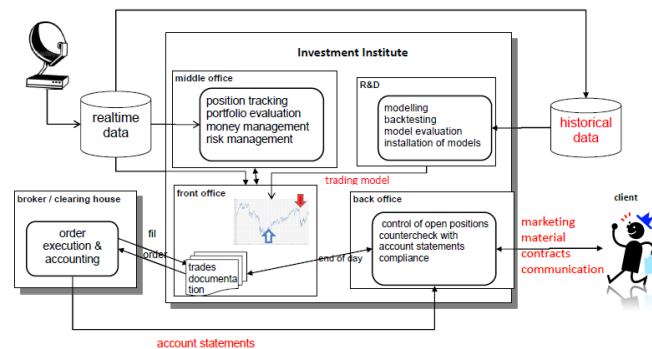 Investment Institute
middle office
position tracking
portfolio evaluation
money management
risk management
R&D
modelling
backtesting
model evaluation
installation of models
realtime
data
historical
data
trading model
broker / clearing house
order
execution &
accounting
fil
order
front office
trades
documenta
tion
end of day
back office
control of open positions
countercheck with
account statements
compliance
client
marketing
material
contracts
communication
account statements